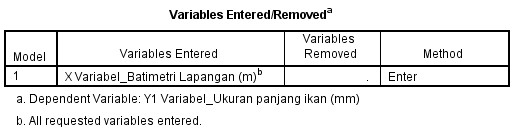 Variables Entered/Removedᵃ
Model Variables Entered Variables Removed Method
1 X Variabel_Batimetri Lapangan (m)ᵇ . Enter
a. Dependent Variable: Y1 Variabel_Ukuran panjang ikan (mm)
b. All requested variables entered.